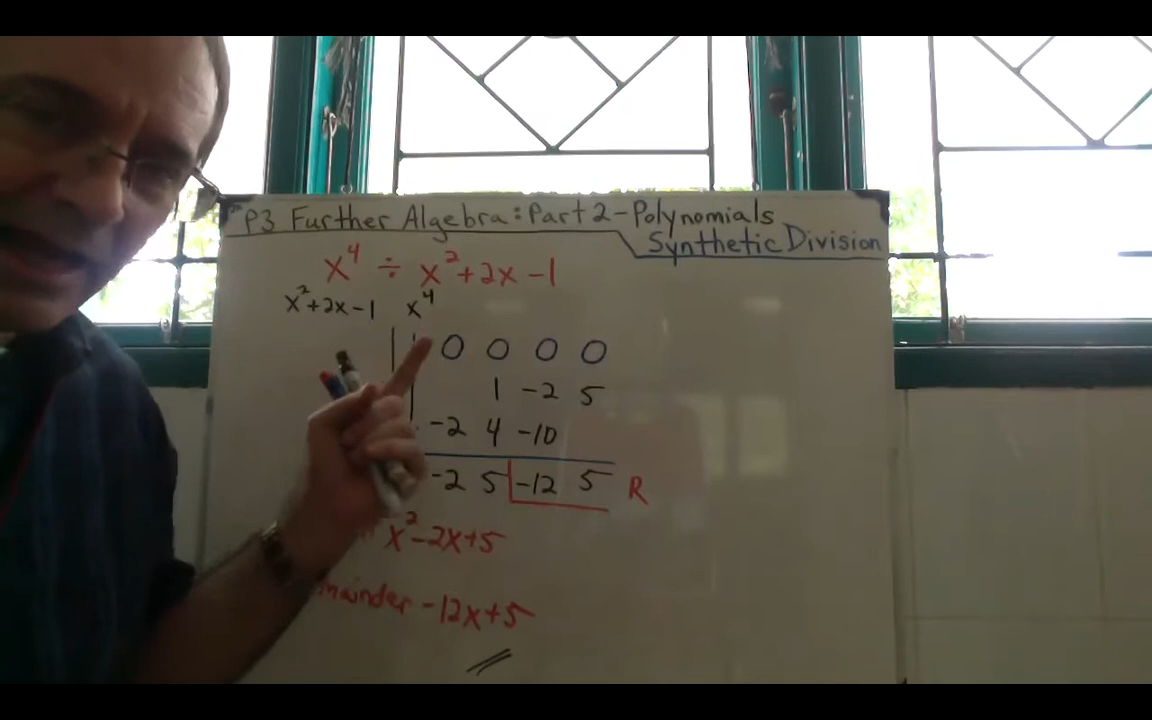 P3 Further Algebra: Part 2 - Polynomials
Synthetic Division
x⁴ ÷ x² + 2x - 1
x² + 2x - 1 x⁴
0 0 0 0
1 -2 5
-2 4 -10
-2 5 -12 5 R
x² - 2x + 5
-12x + 5